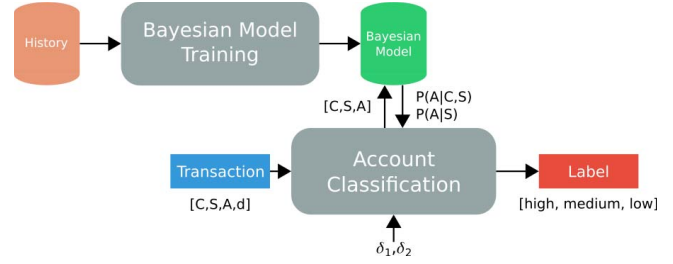 History
Bayesian Model
Training
Bayesian
Model
[C,S,A]
P(A|C,S)
P(A|S)
Transaction
[C,S,A,d]
Account
Classification
Label
[high, medium, low]
δ₁,δ₂